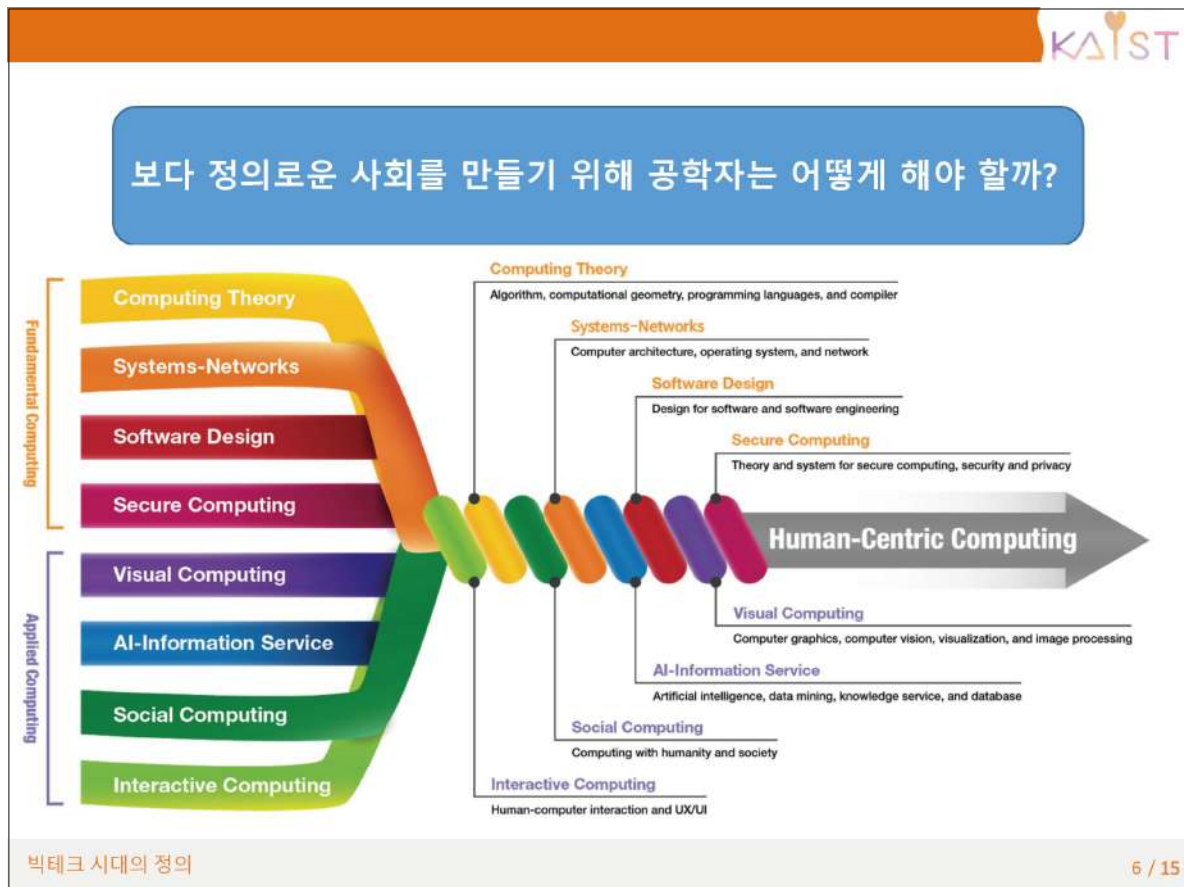 KAIST
보다 정의로운 사회를 만들기 위해 공학자는 어떻게 해야 할까?
Fundamental Computing
Computing Theory
Systems-Networks
Software Design
Secure Computing
Applied Computing
Visual Computing
AI-Information Service
Social Computing
Interactive Computing
Computing Theory
Algorithm, computational geometry, programming languages, and compiler
Systems-Networks
Computer architecture, operating system, and network
Software Design
Design for software and software engineering
Secure Computing
Theory and system for secure computing, security and privacy
Human-Centric Computing
Visual Computing
Computer graphics, computer vision, visualization, and image processing
AI-Information Service
Artificial intelligence, data mining, knowledge service, and database
Social Computing
Computing with humanity and society
Interactive Computing
Human-computer interaction and UX/UI
빅테크 시대의 정의
6 / 15